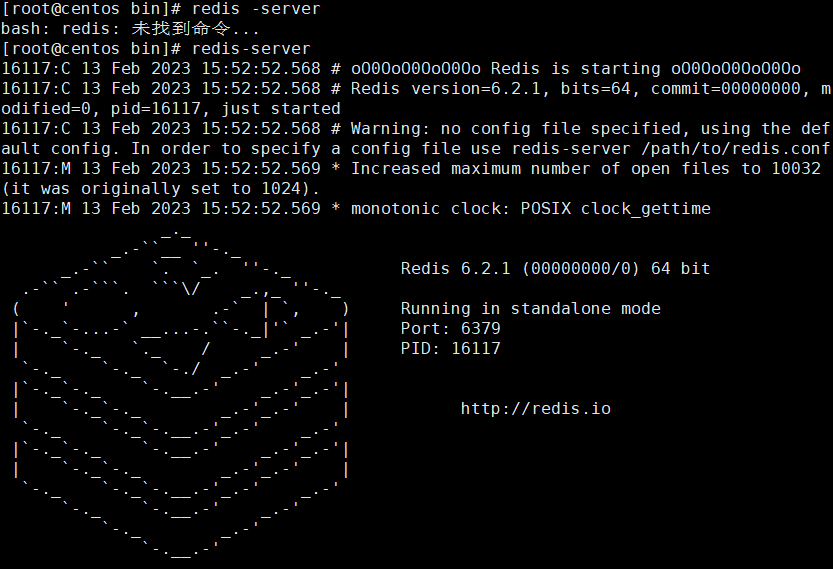 [root@centos bin]# redis -server
bash: redis: 未找到命令...
[root@centos bin]# redis-server
16117:C 13 Feb 2023 15:52:52.568 # oO0OoO0OoO0Oo Redis is starting oO0OoO0OoO0Oo
16117:C 13 Feb 2023 15:52:52.568 # Redis version=6.2.1, bits=64, commit=00000000, m
odified=0, pid=16117, just started
16117:C 13 Feb 2023 15:52:52.568 # Warning: no config file specified, using the def
ault config. In order to specify a config file use redis-server /path/to/redis.conf
16117:M 13 Feb 2023 15:52:52.569 * Increased maximum number of open files to 10032
(it was originally set to 1024).
16117:M 13 Feb 2023 15:52:52.569 * monotonic clock: POSIX clock_gettime
Redis 6.2.1 (00000000/0) 64 bit
Running in standalone mode
Port: 6379
PID: 16117
http://redis.io